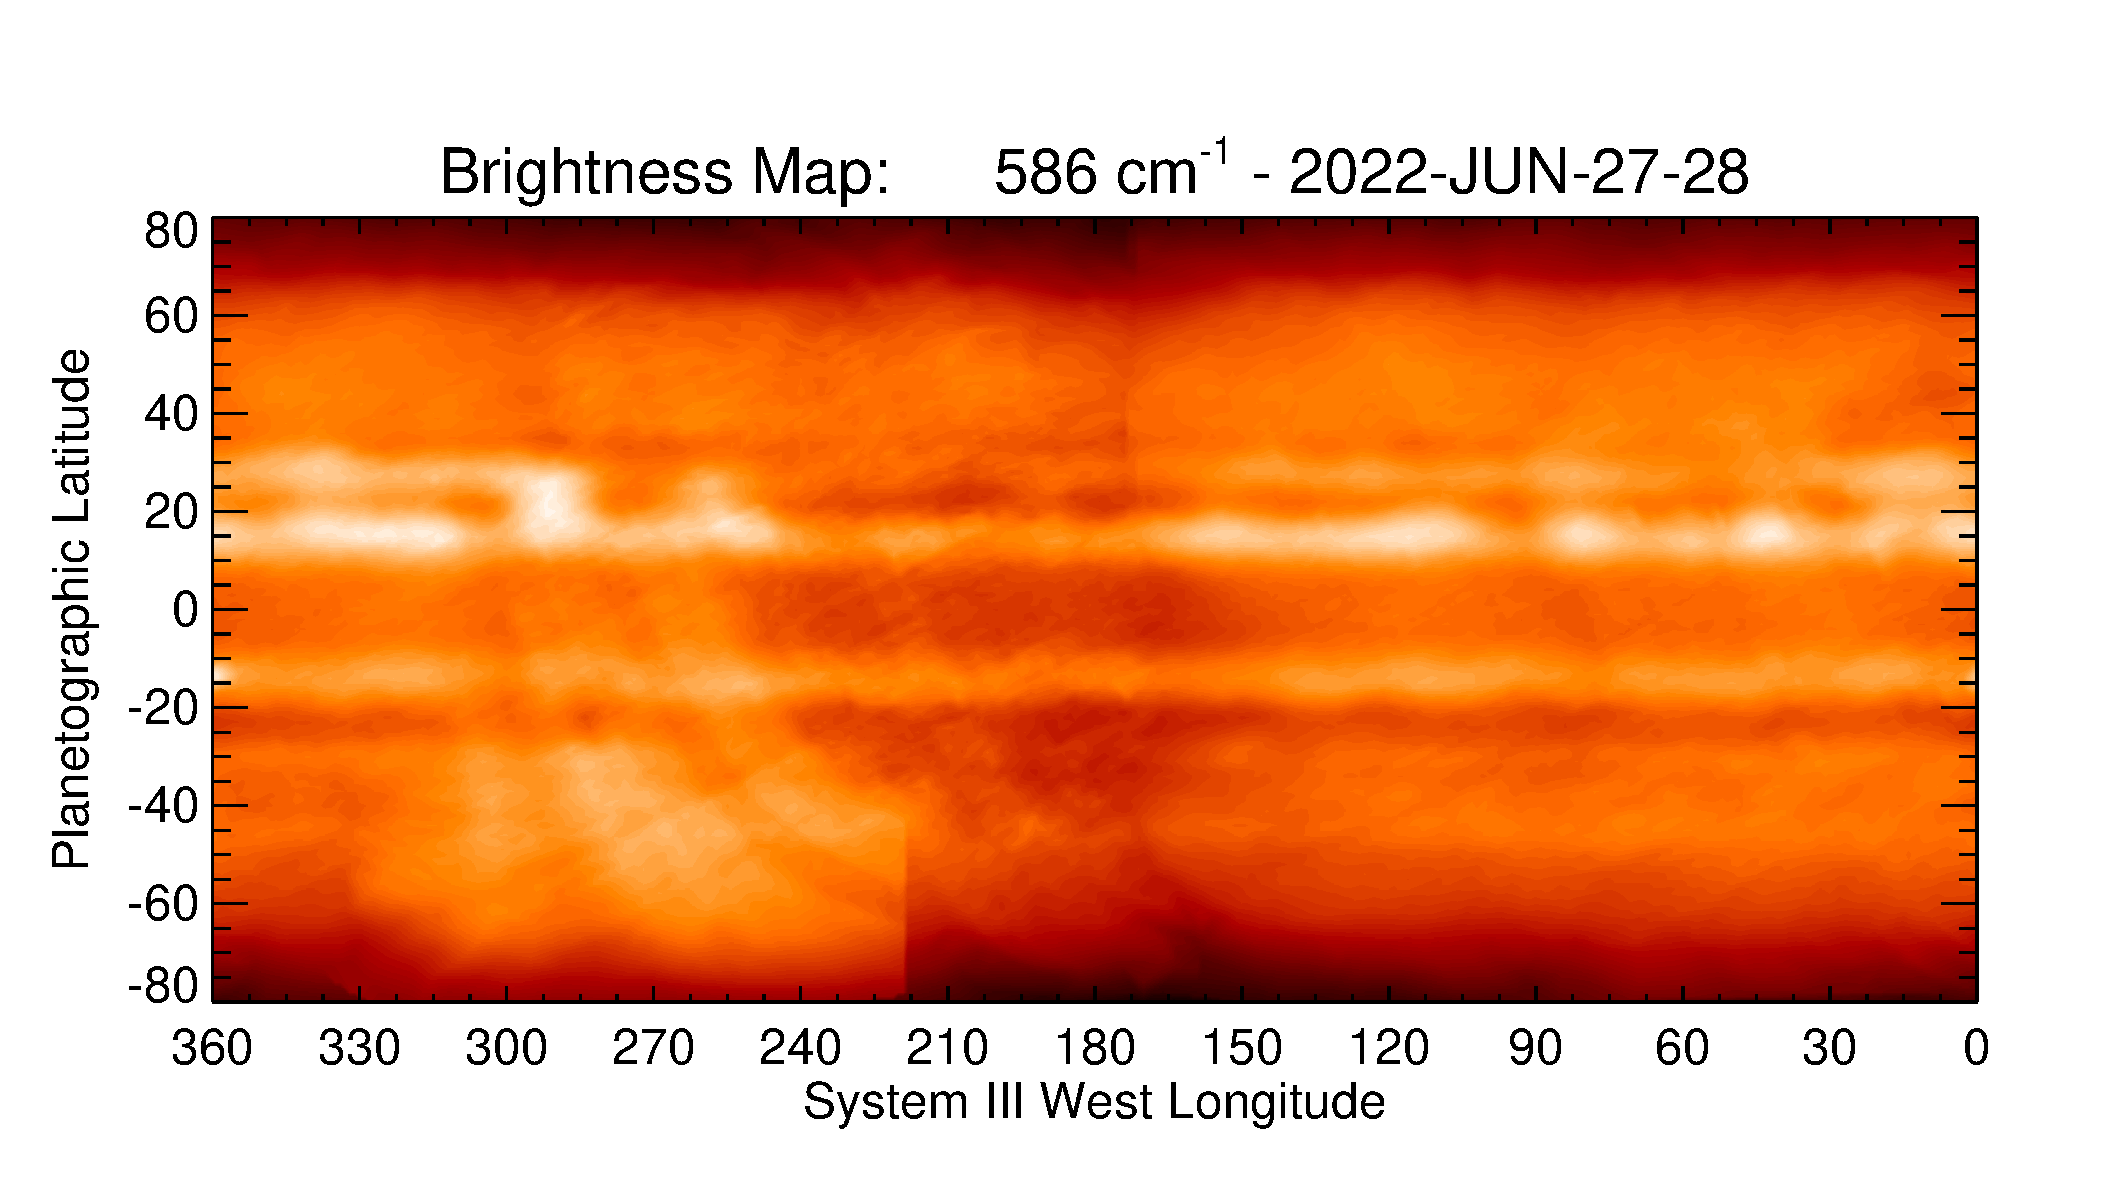 Brightness Map: 586 cm-1 - 2022-JUN-27-28
80
60
40
20
0
-20
-40
-60
-80
Planetographic Latitude
360 330 300 270 240 210 180 150 120 90 60 30 0
System III West Longitude